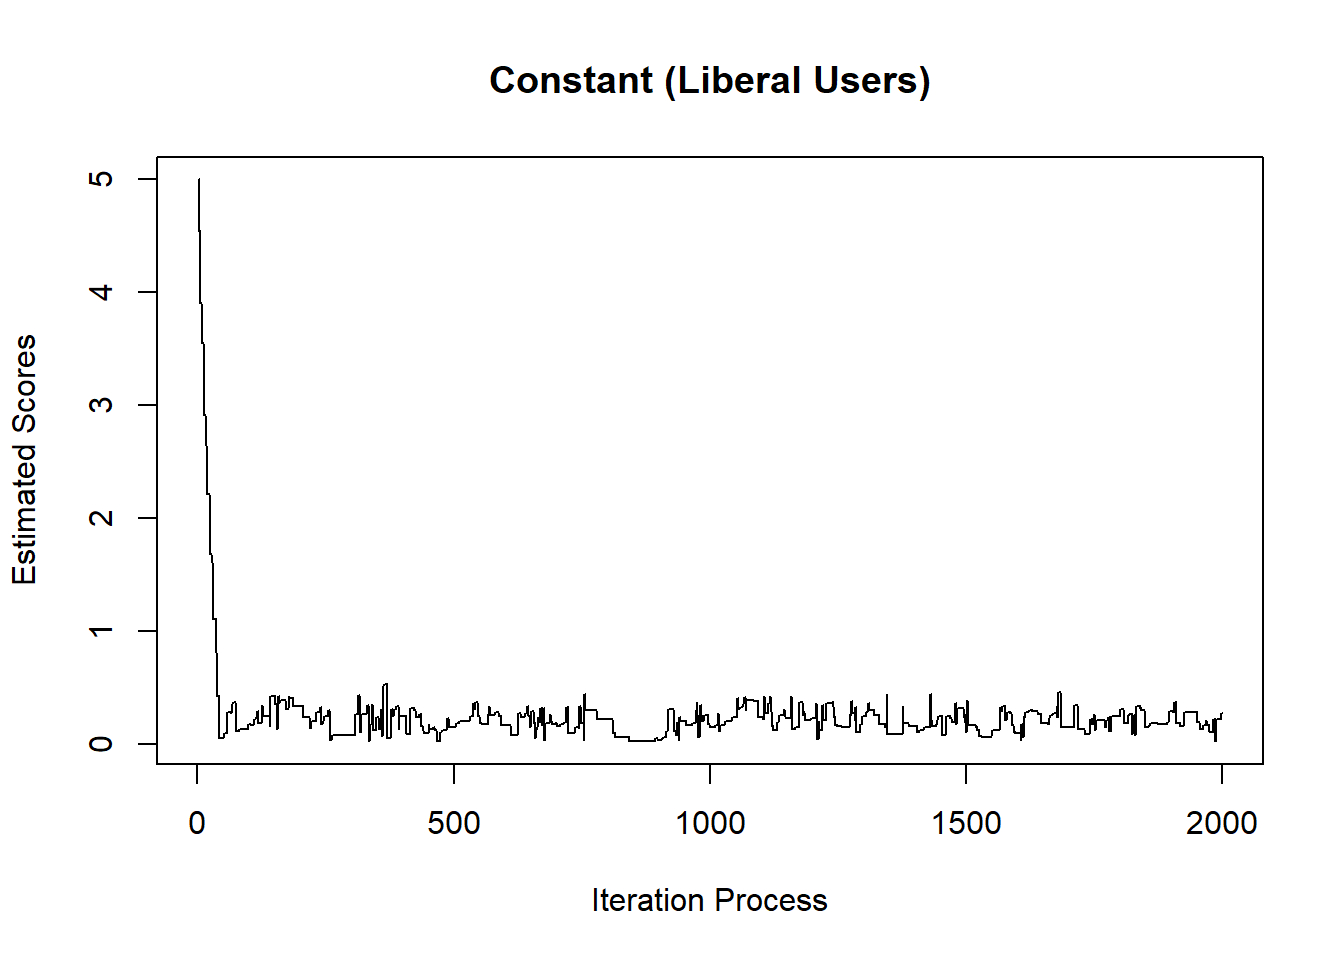 Constant (Liberal Users)
Estimated Scores
5
4
3
2
1
0
0 500 1000 1500 2000
Iteration Process